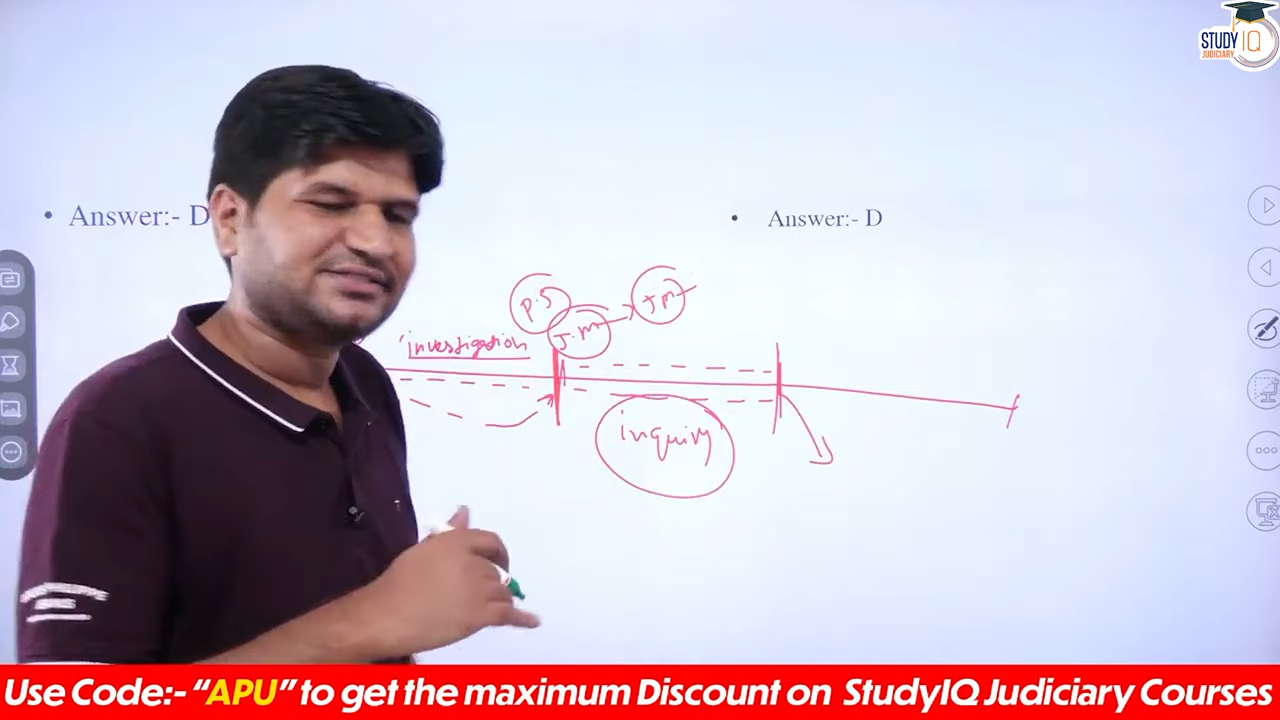 STUDY IQ
JUDICIARY
• Answer:- D
• Answer:- D
P.S
J.M
J.M
investigation
inquiry
Use Code:- “APU” to get the maximum Discount on StudyIQ Judiciary Courses